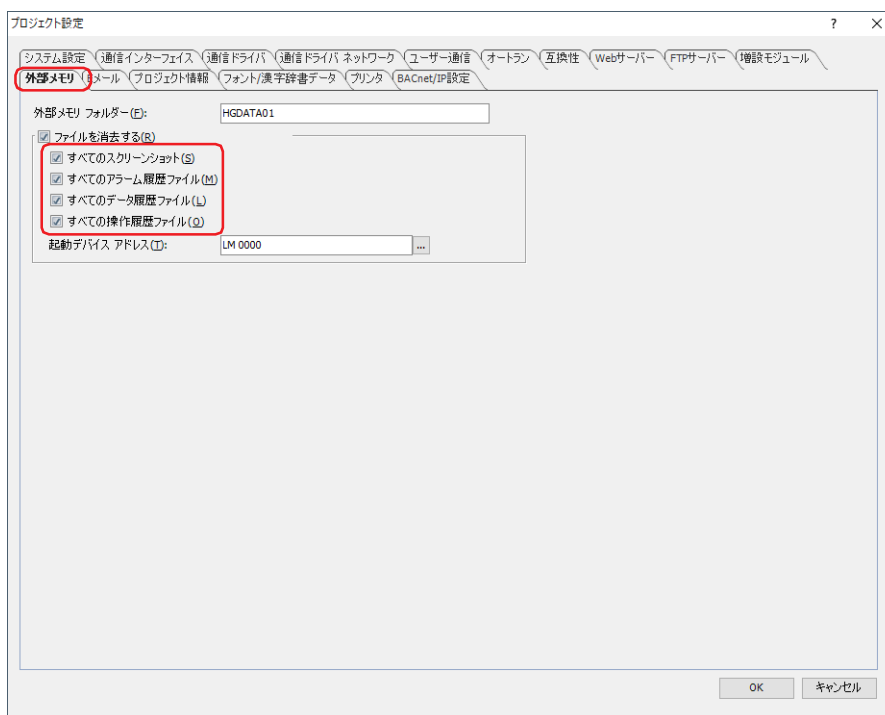 プロジェクト設定
? ×
システム設定 通信インターフェイス 通信ドライバ 通信ドライバ ネットワーク ユーザー通信 オートラン 互換性 Webサーバー FTPサーバー 増設モジュール
外部メモリ Eメール プロジェクト情報 フォント/漢字辞書データ プリンタ BACnet/IP設定
外部メモリ フォルダー(F): HGDATA01
ファイルを消去する(R)
すべてのスクリーンショット(S)
すべてのアラーム履歴ファイル(M)
すべてのデータ履歴ファイル(L)
すべての操作履歴ファイル(O)
起動デバイス アドレス(T): LM 0000 ...
OK キャンセル